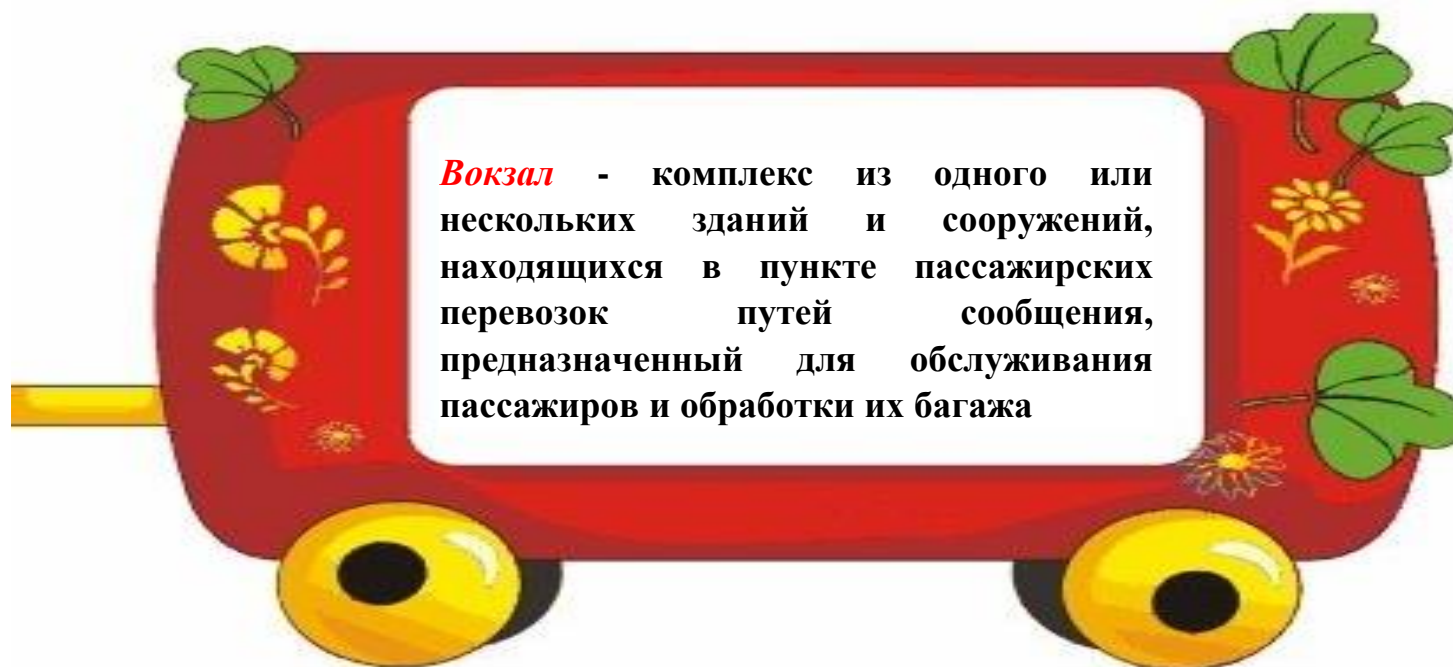 Вокзал - комплекс из одного или
нескольких зданий и сооружений,
находящихся в пункте пассажирских
перевозок путей сообщения,
предназначенный для обслуживания
пассажиров и обработки их багажа